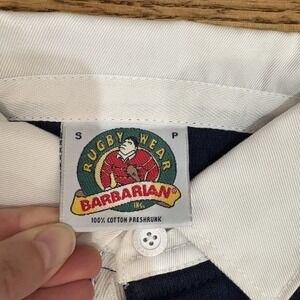 S P
RUGBY WEAR
BARBARIAN®
INC.
100% COTTON PRESHRUNK